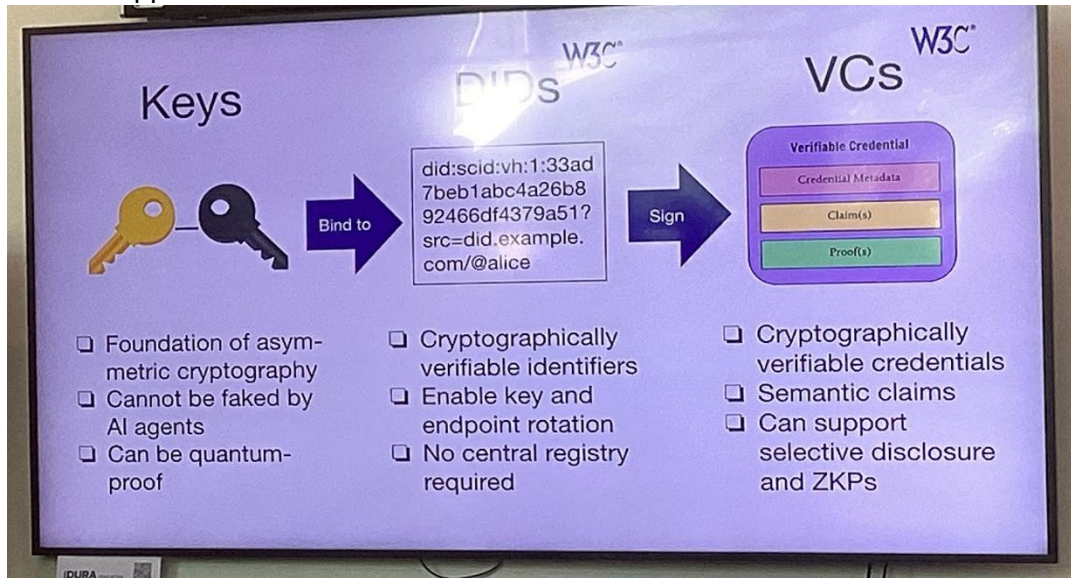 Keys
DIDs
W3C®
VCs
W3C®
Bind to
did:scid:vh:1:33ad
7beb1abc4a26b8
92466df4379a51?
src=did.example.
com/@alice
Sign
Verifiable Credential
Credential Metadata
Claim(s)
Proof(s)
❏ Foundation of asym-
metric cryptography
❏ Cannot be faked by
AI agents
❏ Can be quantum-
proof
❏ Cryptographically
verifiable identifiers
❏ Enable key and
endpoint rotation
❏ No central registry
required
❏ Cryptographically
verifiable credentials
❏ Semantic claims
❏ Can support
selective disclosure
and ZKPs